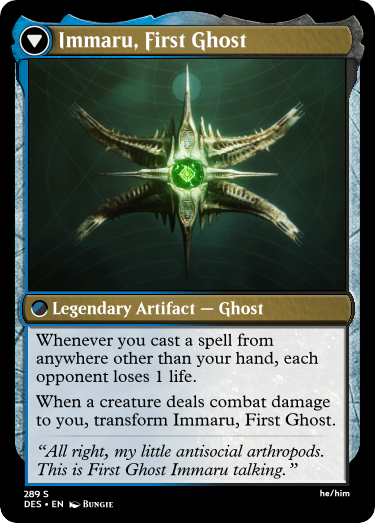 Immaru, First Ghost
Legendary Artifact — Ghost
Whenever you cast a spell from
anywhere other than your hand, each
opponent loses 1 life.
When a creature deals combat damage
to you, transform Immaru, First Ghost.
“All right, my little antisocial arthropods.
This is First Ghost Immaru talking.”
289 S
he/him
DES • EN Bungie